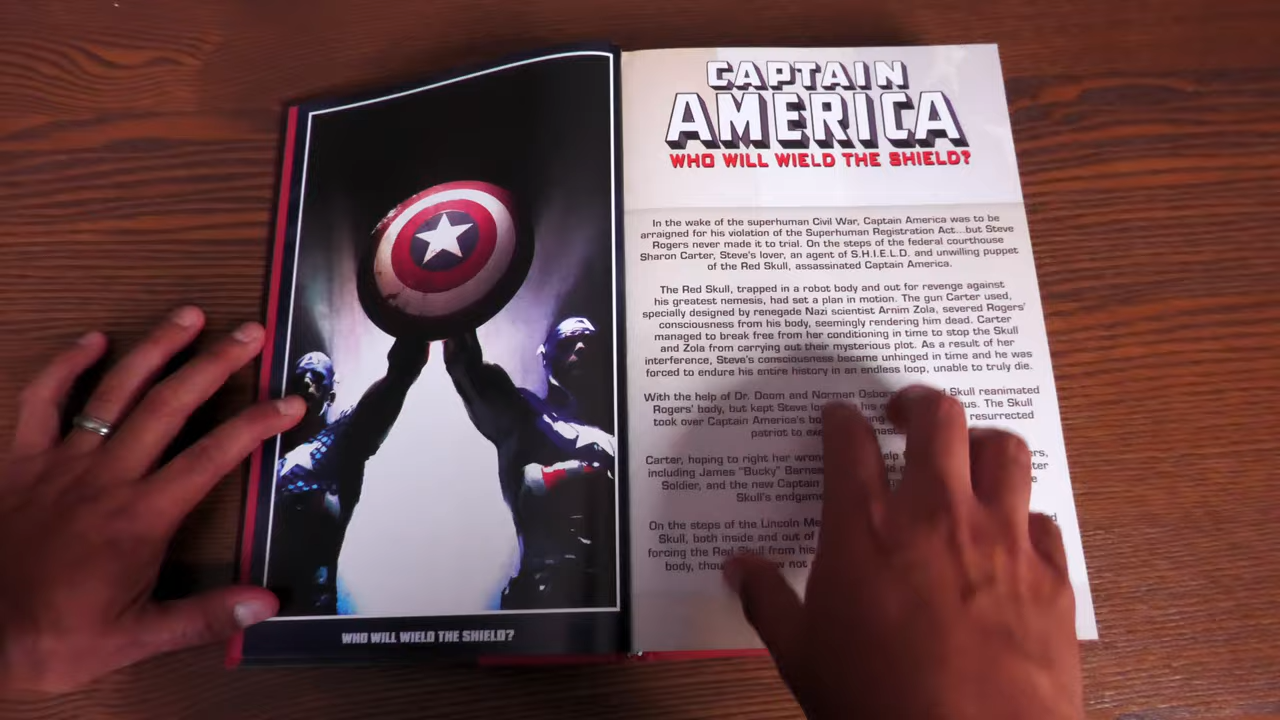 WHO WILL WIELD THE SHIELD?
CAPTAIN
AMERICA
WHO WILL WIELD THE SHIELD?
In the wake of the superhuman Civil War, Captain America was to be
arraigned for his violation of the Superhuman Registration Act...but Steve
Rogers never made it to trial. On the steps of the federal courthouse
Sharon Carter, Steve's lover, an agent of S.H.I.E.L.D. and unwilling puppet
of the Red Skull, assassinated Captain America.
The Red Skull, trapped in a robot body and out for revenge against
his greatest nemesis, had set a plan in motion. The gun Carter used,
specially designed by renegade Nazi scientist Arnim Zola, severed Rogers'
consciousness from his body, seemingly rendering him dead. Carter
managed to break free from her conditioning in time to stop the Skull
and Zola from carrying out their mysterious plot. As a result of her
interference, Steve's consciousness became unhinged in time and he was
forced to endure his entire history in an endless loop, unable to truly die.
With the help of Dr. Doom and Norman Skull reanimated
Rogers' body, but kept Steve his The Skull
took over Captain America's resurrected
patriot to
Carter, hoping to right her
including James "Bucky"
Soldier, and the new Captain
Skull's endgame
On the steps of the Lincoln
Skull, both inside and out of
forcing the Red Skull from
body, not